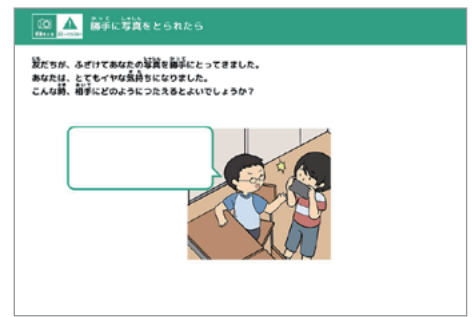 勝手に写真をとられたら
友だちが、ふざけてあなたの写真を勝手にとってきました。
あなたは、とてもイヤな気持ちになりました。
こんな時、相手にどのようにつたえるとよいでしょうか？